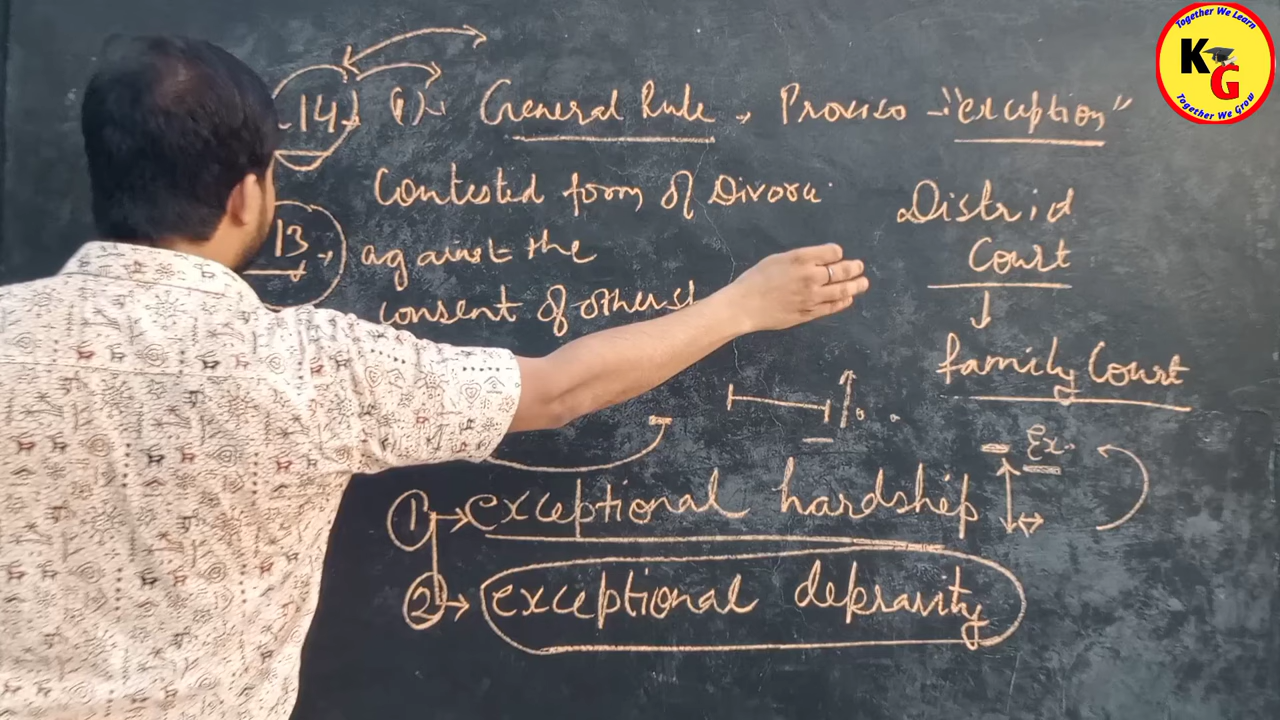 Together We Learn
KG
Together We Grow
14 (1) General Rule → Proviso - "exception"
Contested form of Divorce
13 → against the
consent of others
District
Court
↓
family Court
Ex.
① → exceptional hardship
② → exceptional depravity